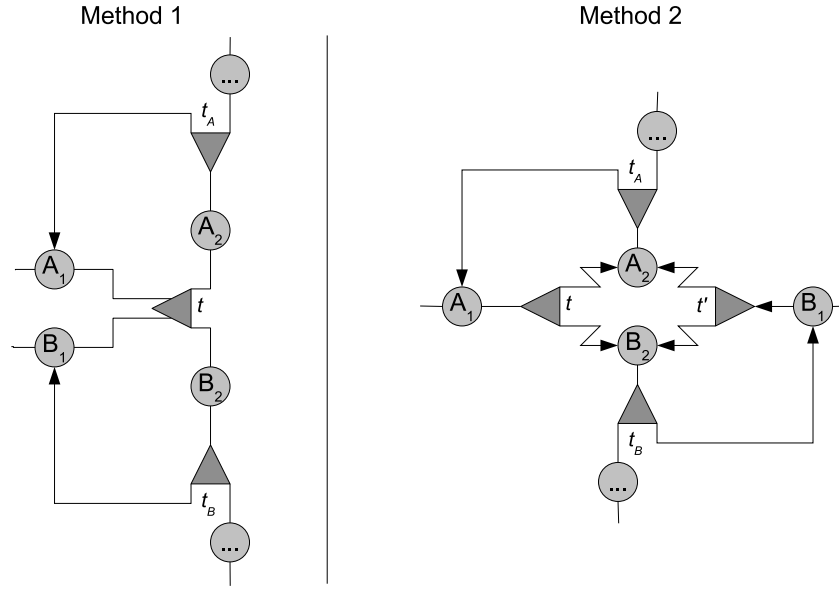 Method 1
Method 2
...
t_A
A_2
A_1
t
B_1
B_2
t_B
...
...
t_A
A_2
A_1
t
t'
B_1
B_2
t_B
...